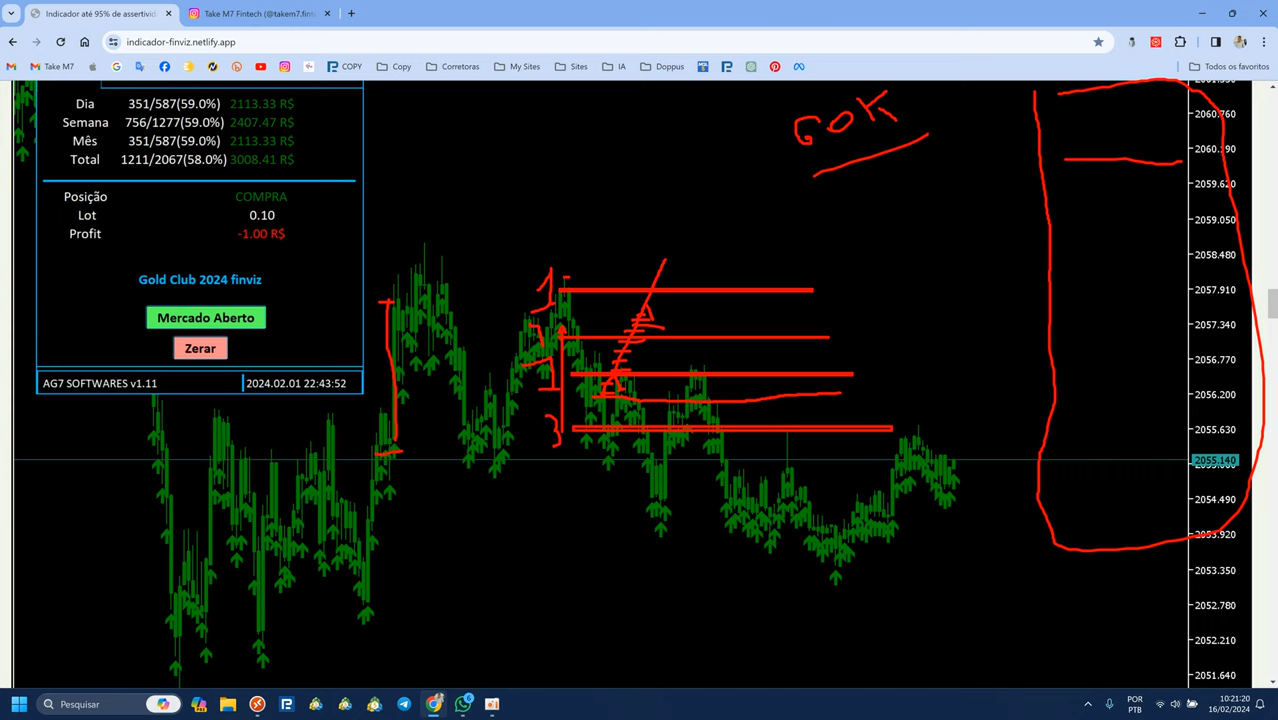 Indicador até 95% de assertivid
Take M7 Fintech (@takem7.fim
indicador-finviz.netlify.app
Take M7
COPY
Copy
Corretoras
My Sites
Sites
IA
Doppus
Todos os favoritos
Dia 351/587(59.0%) 2113.33 R$
Semana 756/1277(59.0%) 2407.47 R$
Mês 351/587(59.0%) 2113.33 R$
Total 1211/2067(58.0%) 3008.41 R$
Posição COMPRA
Lot 0.10
Profit -1.00 R$
Gold Club 2024 finviz
Mercado Aberto
Zerar
AG7 SOFTWARES v1.11 2024.02.01 22:43:52
60K
2060.760
2060.190
2059.620
2059.050
2058.480
2057.910
2057.340
2056.770
2056.200
2055.630
2055.140
2054.490
2053.920
2053.350
2052.780
2052.210
2051.640
Pesquisar
POR
PTB
10:21:20
16/02/2024